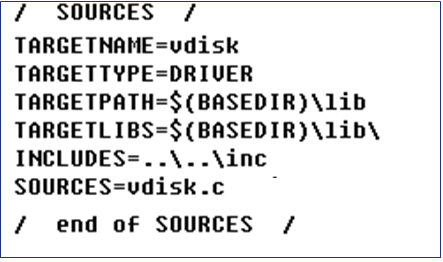 / SOURCES /
TARGETNAME=vdisk
TARGETTYPE=DRIVER
TARGETPATH=$(BASEDIR)\lib
TARGETLIBS=$(BASEDIR)\lib\
INCLUDES=..\..\inc
SOURCES=vdisk.c
/ end of SOURCES /